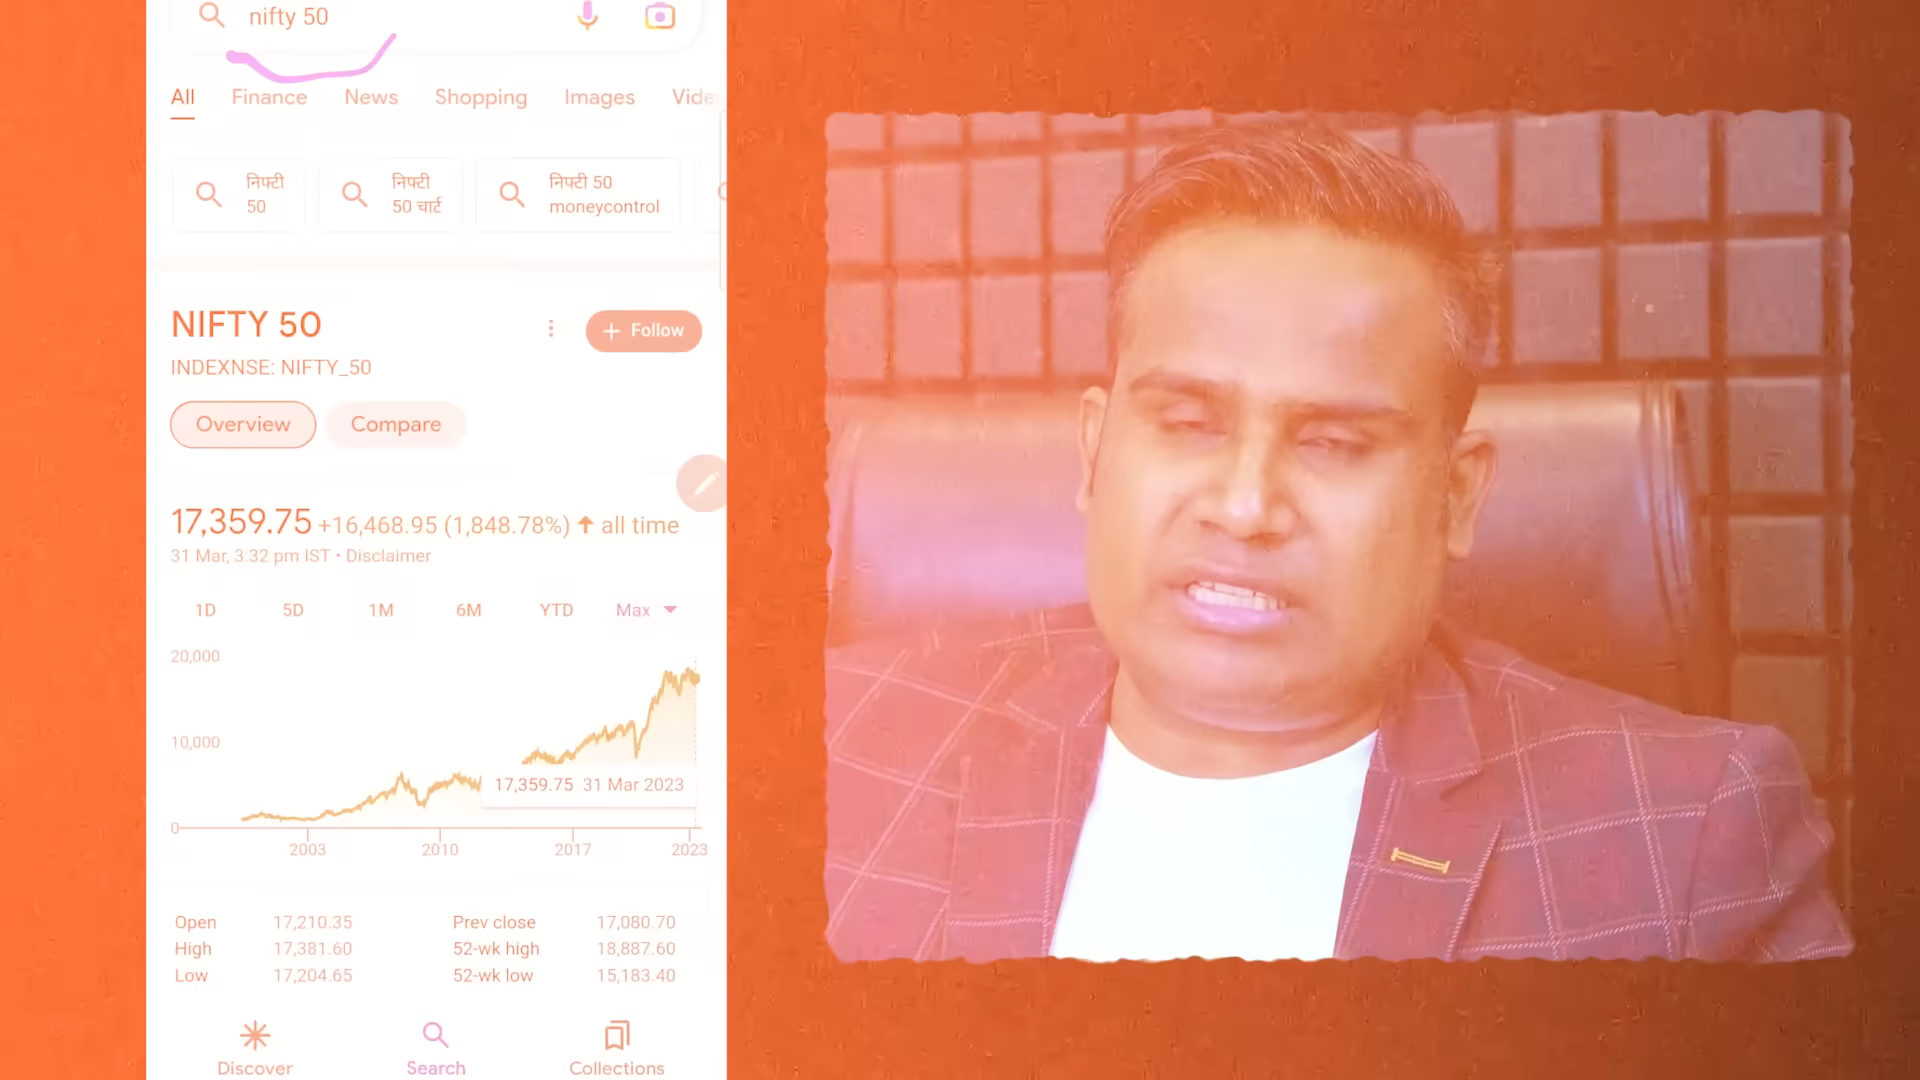 nifty 50
All Finance News Shopping Images Vide
निफ्टी
50
निफ्टी
50 चार्ट
निफ्टी 50
moneycontrol
NIFTY 50
+ Follow
INDEXNSE: NIFTY_50
Overview
Compare
17,359.75 +16,468.95 (1,848.78%) ↑ all time
31 Mar, 3:32 pm IST • Disclaimer
1D 5D 1M 6M YTD Max
20,000
10,000
17,359.75 31 Mar 2023
0
2003 2010 2017 2023
Open 17,210.35 Prev close 17,080.70
High 17,381.60 52-wk high 18,887.60
Low 17,204.65 52-wk low 15,183.40
Discover Search Collections